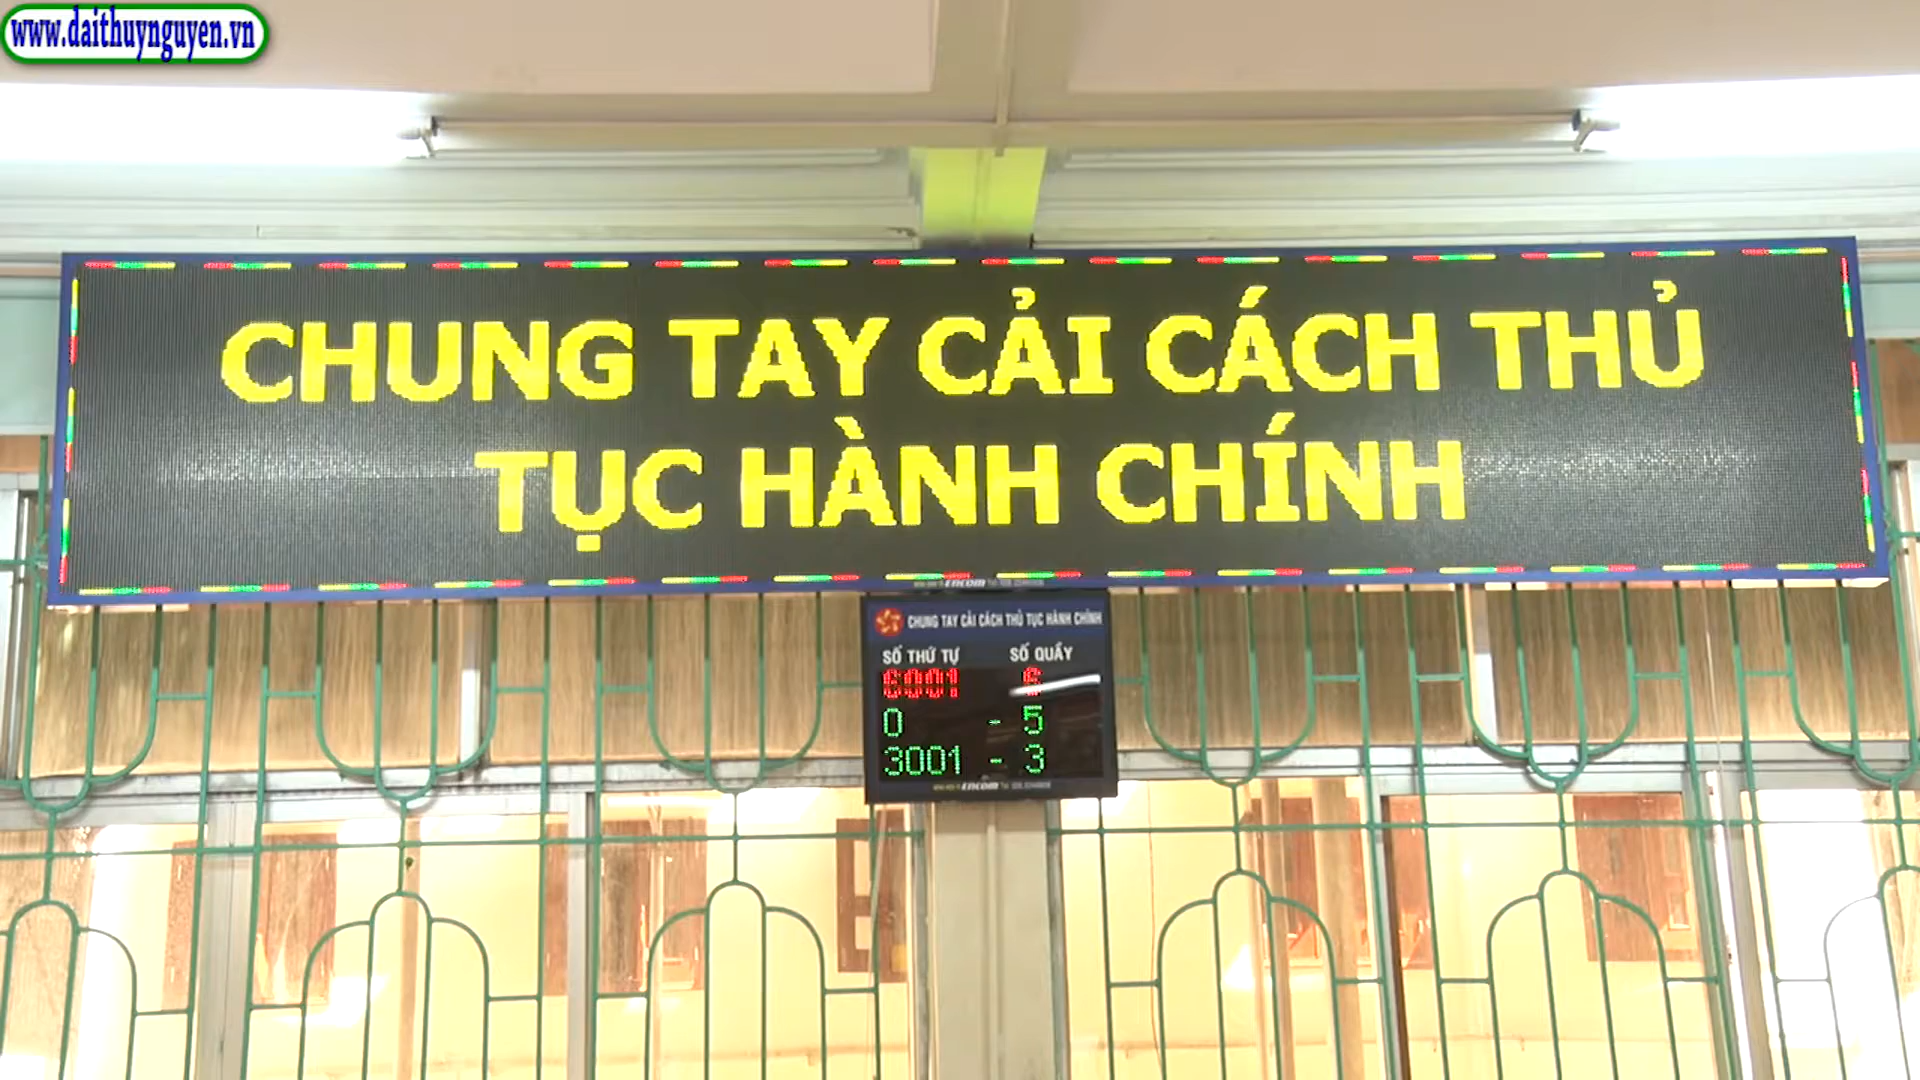 www.daithuynguyen.vn
CHUNG TAY CẢI CÁCH THỦ
TỤC HÀNH CHÍNH
CHUNG TAY CẢI CÁCH THỦ TỤC HÀNH CHÍNH
SỐ THỨ TỰ SỐ QUẦY
6001 6
0 - 5
3001 - 3